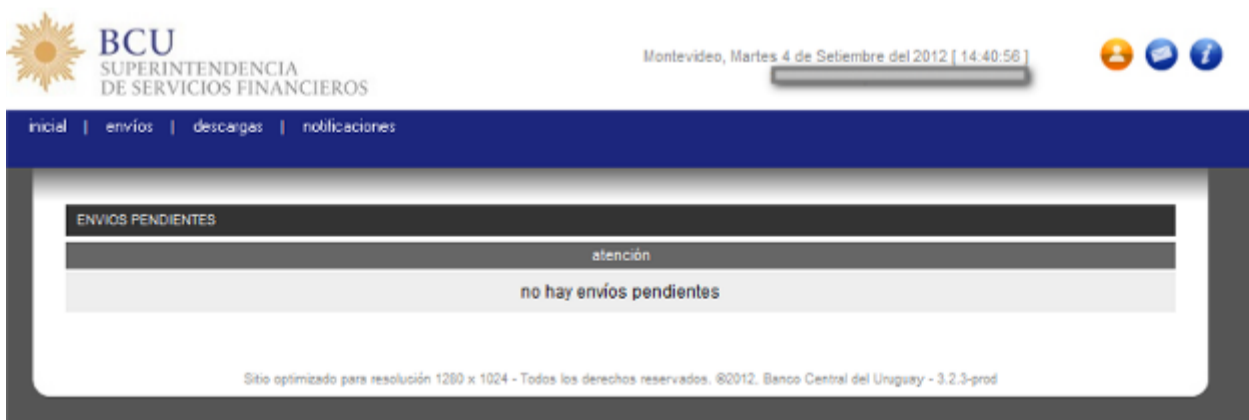 BCU
SUPERINTENDENCIA
DE SERVICIOS FINANCIEROS
Montevideo, Martes 4 de Setiembre del 2012 [ 14:40:56 ]
inicial | envíos | descargas | notificaciones
ENVIOS PENDIENTES
atención
no hay envíos pendientes
Sitio optimizado para resolución 1280 x 1024 - Todos los derechos reservados. ©2012. Banco Central del Uruguay - 3.2.3-prod